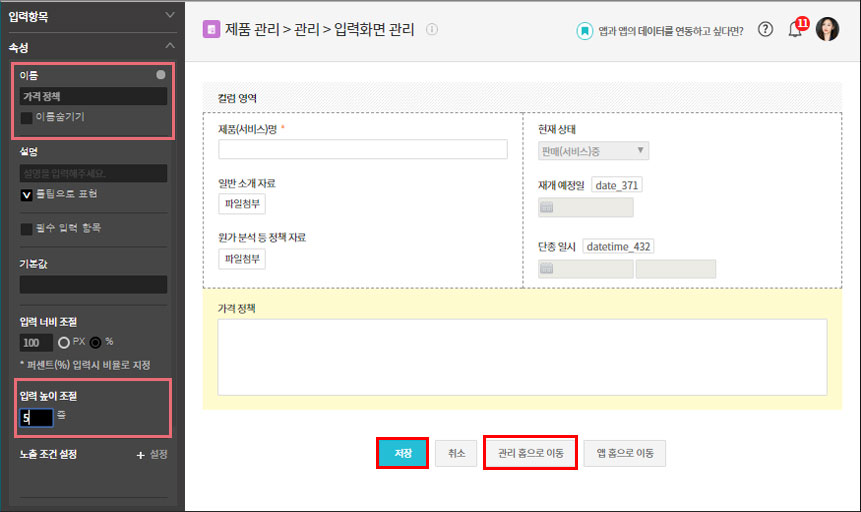 입력항목
속성
이름
가격 정책
이름숨기기
설명
설명을 입력해주세요.
툴팁으로 표현
필수 입력 항목
기본값
입력 너비 조절
100 PX %
* 퍼센트(%) 입력시 비율로 지정
입력 높이 조절
5 줄
노출 조건 설정 + 설정
제품 관리 > 관리 > 입력화면 관리
앱과 앱의 데이터를 연동하고 싶다면?
11
컬럼 영역
제품(서비스)명 *
일반 소개 자료
파일첨부
원가 분석 등 정책 자료
파일첨부
현재 상태
판매(서비스)중
재개 예정일 date_371
단종 일시 datetime_432
가격 정책
저장 취소 관리 홈으로 이동 앱 홈으로 이동